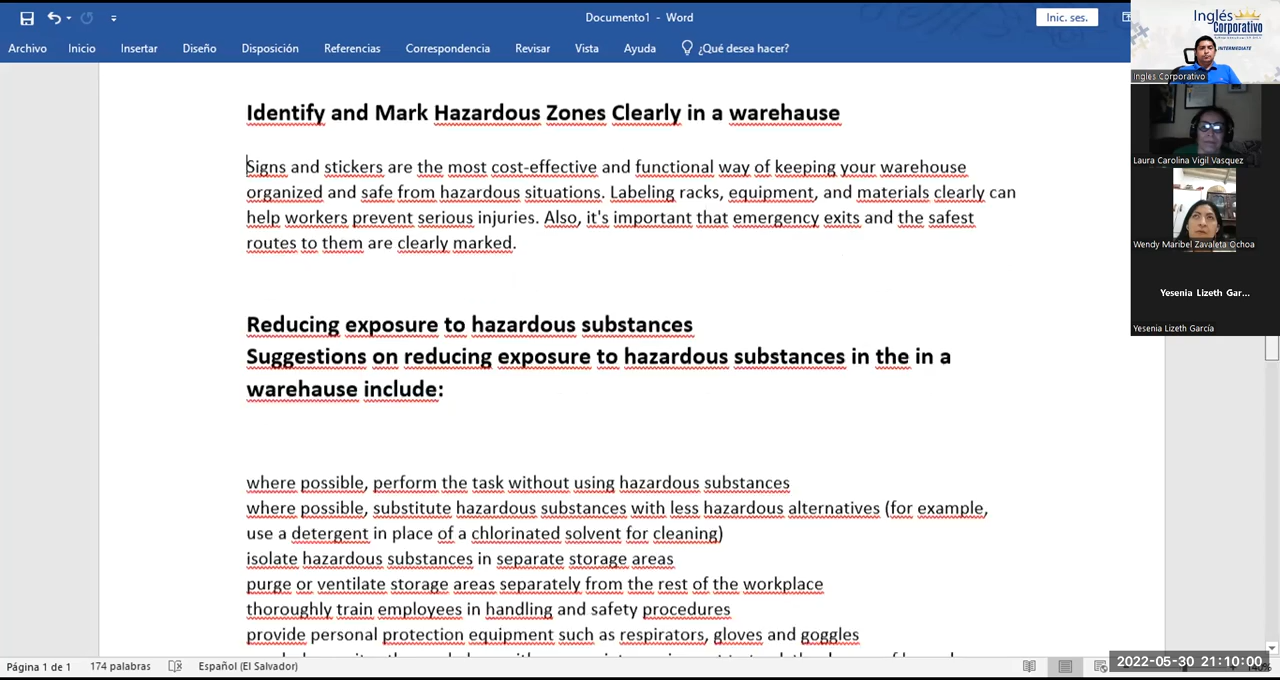 Documento1 - Word
Inic. ses.
Archivo Inicio Insertar Diseño Disposición Referencias Correspondencia Revisar Vista Ayuda ¿Qué desea hacer?
Inglés
Corporativo
INTERMEDIATE
Ingles Corporativo
Laura Carolina Vigil Vasquez
Wendy Maribel Zavaleta Ochoa
Yesenia Lizeth Gar...
Yesenia Lizeth García
Identify and Mark Hazardous Zones Clearly in a warehause
Signs and stickers are the most cost-effective and functional way of keeping your warehouse
organized and safe from hazardous situations. Labeling racks, equipment, and materials clearly can
help workers prevent serious injuries. Also, it's important that emergency exits and the safest
routes to them are clearly marked.
Reducing exposure to hazardous substances
Suggestions on reducing exposure to hazardous substances in the in a
warehause include:
where possible, perform the task without using hazardous substances
where possible, substitute hazardous substances with less hazardous alternatives (for example,
use a detergent in place of a chlorinated solvent for cleaning)
isolate hazardous substances in separate storage areas
purge or ventilate storage areas separately from the rest of the workplace
thoroughly train employees in handling and safety procedures
provide personal protection equipment such as respirators, gloves and goggles
Página 1 de 1 174 palabras Español (El Salvador)
2022-05-30 21:10:00